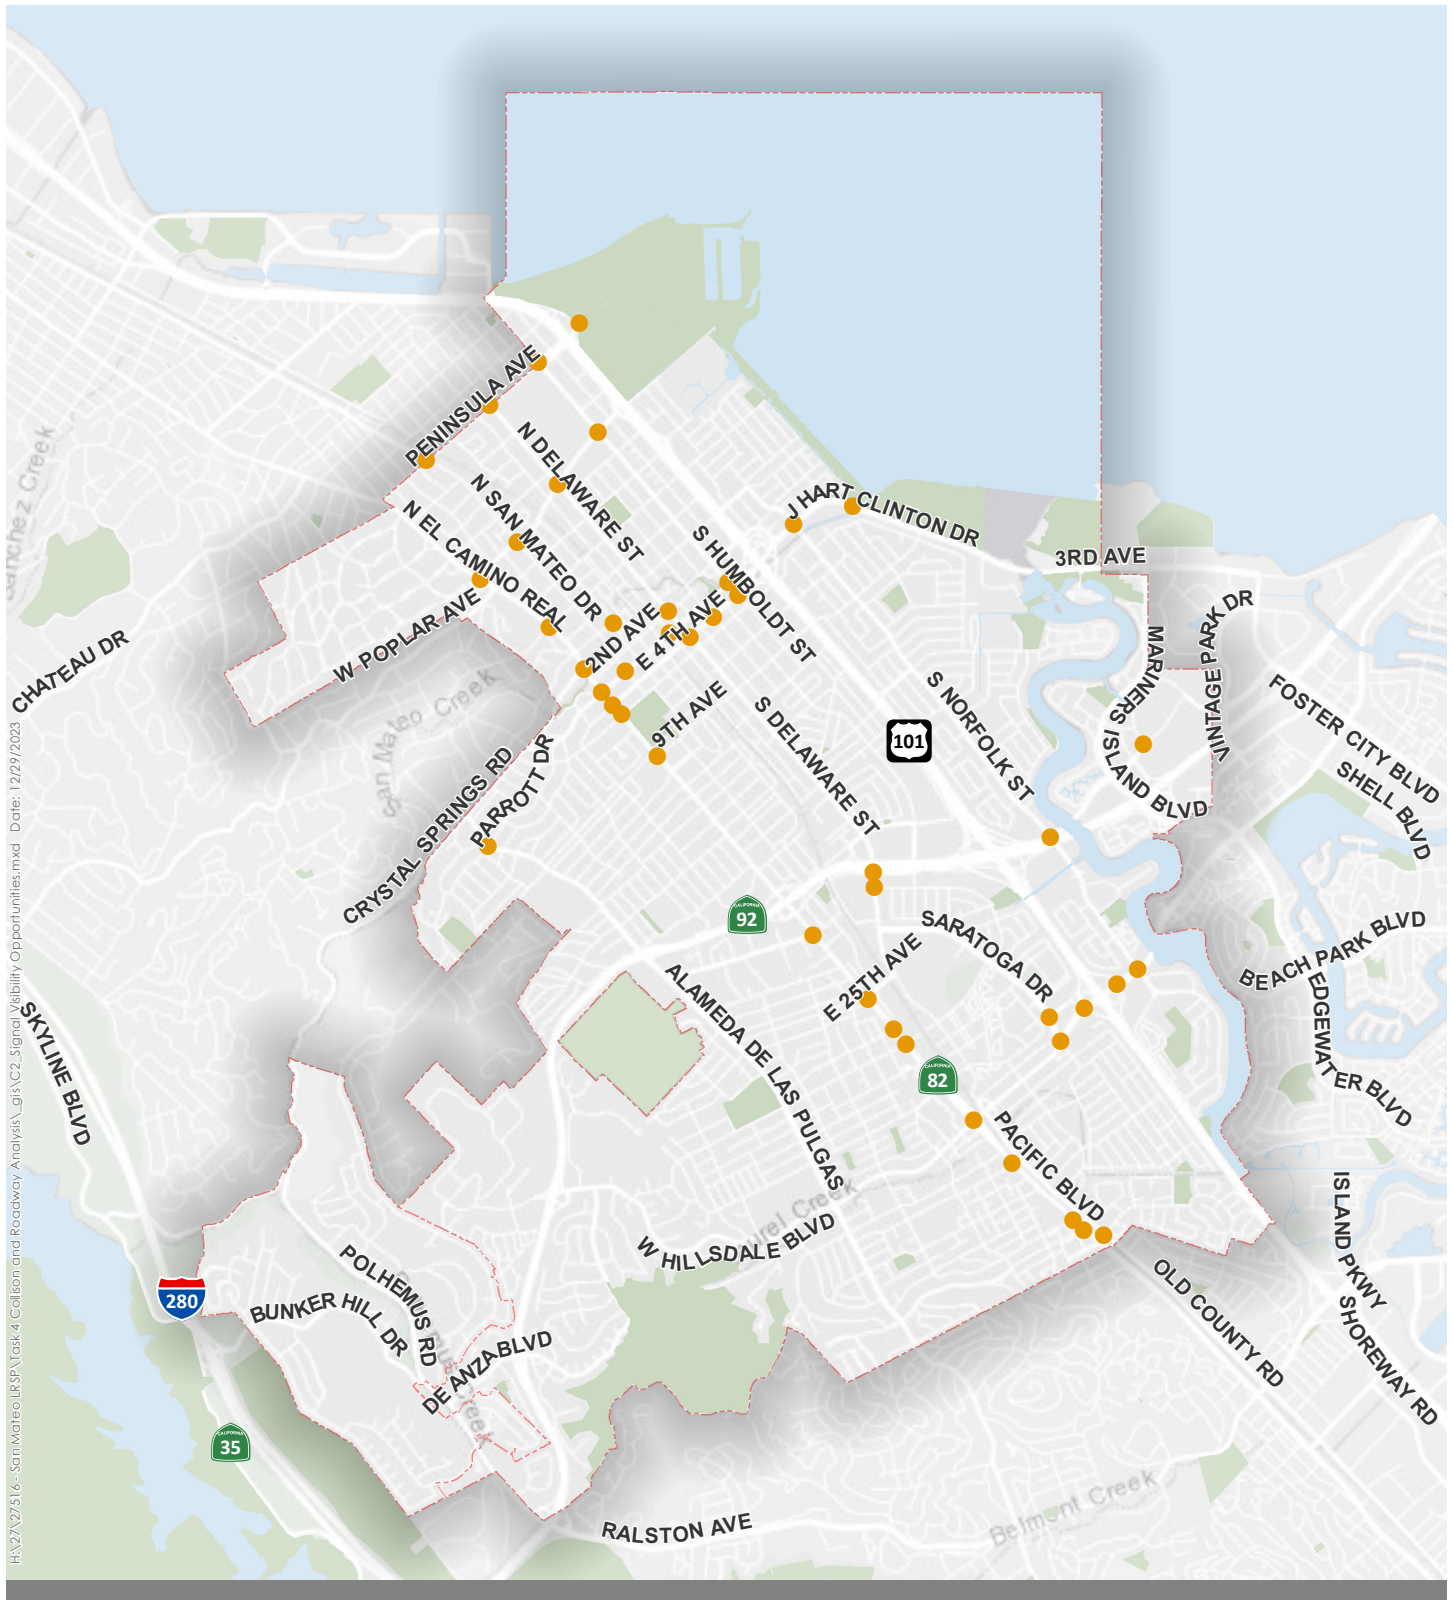 PENINSULA AVE
N DELAWARE ST
Sanchez Creek
N SAN MATEO DR
N EL CAMINO REAL
J HART CLINTON DR
3RD AVE
S HUMBOLDT ST
2ND AVE
E 4TH AVE
W POPLAR AVE
CHATEAU DR
San Mateo Creek
9TH AVE
S DELAWARE ST
101
S NORFOLK ST
MARINERS ISLAND BLVD
VINTAGE PARK DR
FOSTER CITY BLVD
SHELL BLVD
CRYSTAL SPRINGS RD
PARROTT DR
CALIFORNIA
92
SARATOGA DR
E 25TH AVE
BEACH PARK BLVD
EDGEWATER BLVD
ALAMEDA DE LAS PULGAS
CALIFORNIA
82
SKYLINE BLVD
PACIFIC BLVD
Laurel Creek
W HILLSDALE BLVD
ISLAND PKWY
POLHEMUS RD
280
BUNKER HILL DR
DE ANZA BLVD
Creek
OLD COUNTY RD
SHOREWAY RD
CALIFORNIA
35
RALSTON AVE
Belmont Creek
H:\27\27516 - San Mateo LRSP\Task 4 Collision and Roadway Analysis\_gis\C2_Signal Visibility Opportunities.mxd Date: 12/29/2023